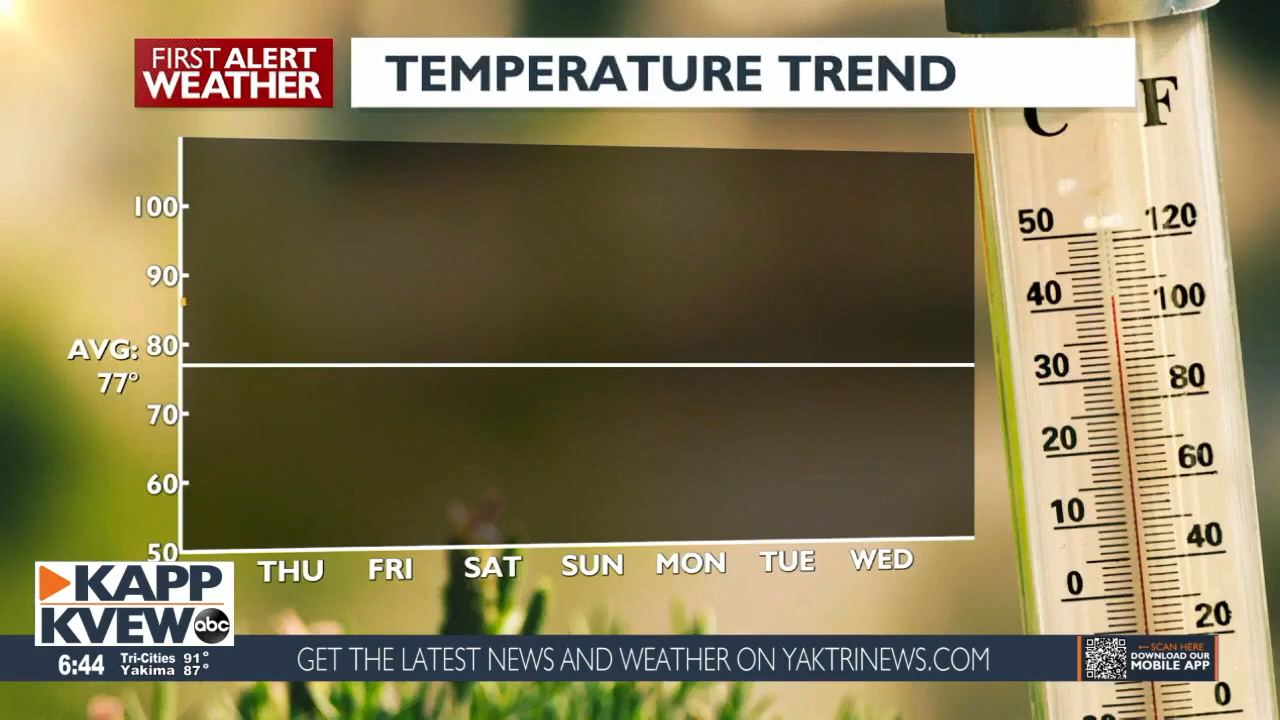 FIRST ALERT
WEATHER
TEMPERATURE TREND
C F
100
90
AVG: 80
77°
70
60
50
THU FRI SAT SUN MON TUE WED
50 120
40 100
30 80
20 60
10 40
0 20
0
KAPP
KVEW abc
6:44
Tri-Cities 91°
Yakima 87°
GET THE LATEST NEWS AND WEATHER ON YAKTRINEWS.COM
SCAN HERE
DOWNLOAD OUR
MOBILE APP